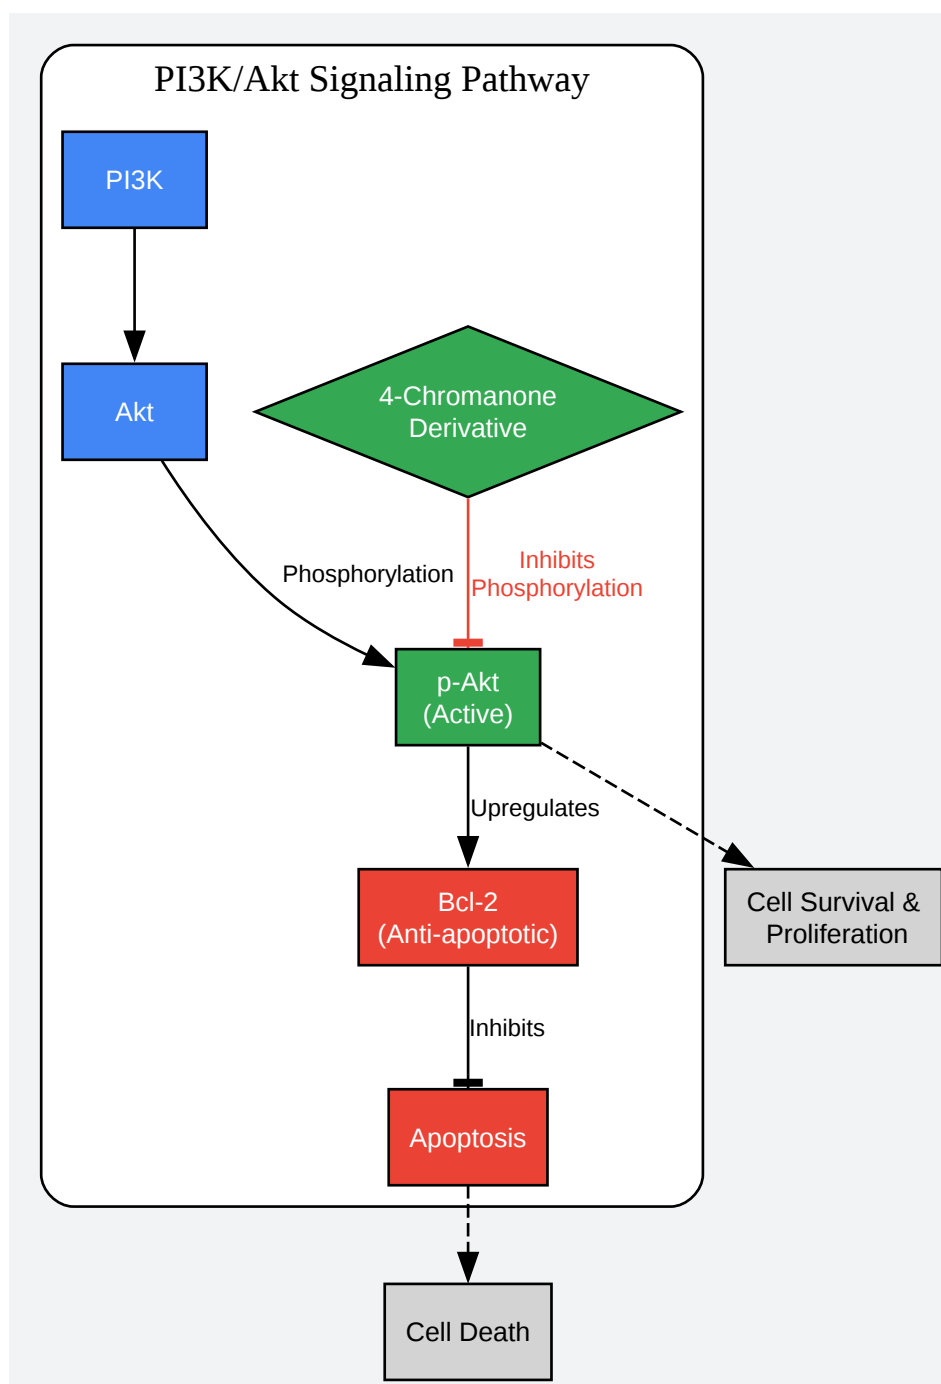 PI3K/Akt Signaling Pathway
PI3K
Akt
4-Chromanone
Derivative
Phosphorylation
Inhibits
Phosphorylation
p-Akt
(Active)
Upregulates
Bcl-2
(Anti-apoptotic)
Cell Survival &
Proliferation
Inhibits
Apoptosis
Cell Death